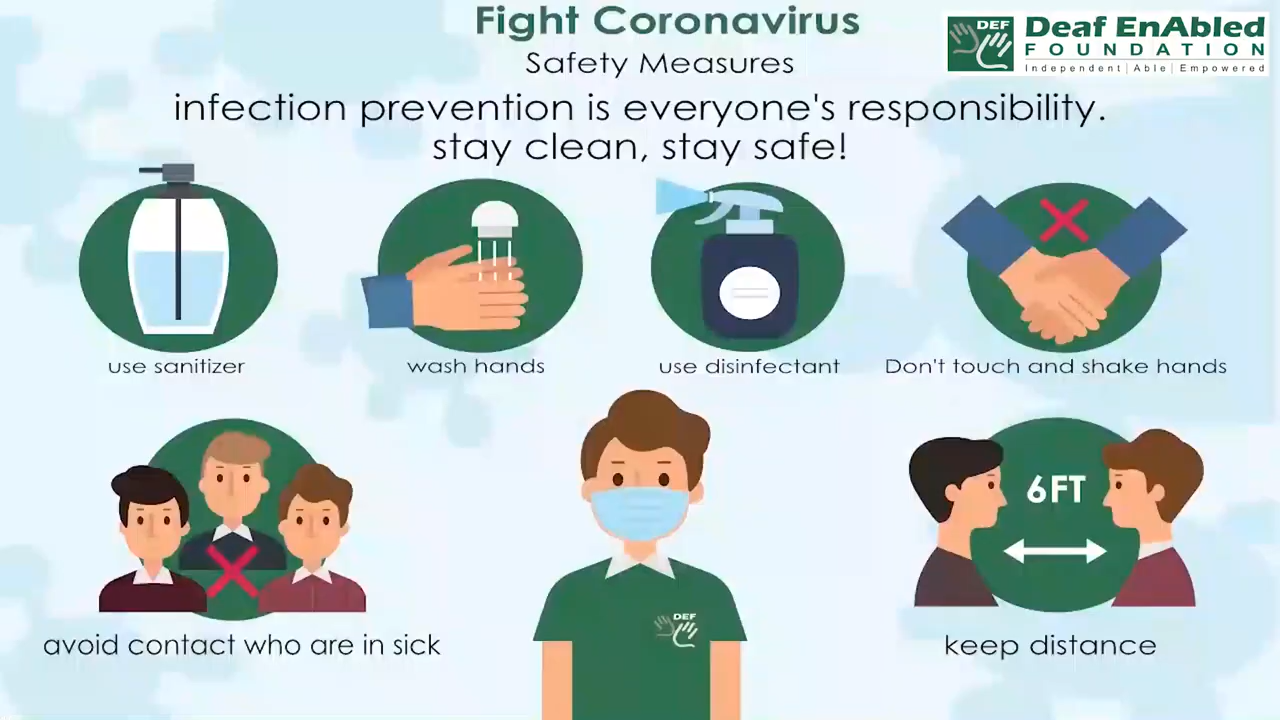 Fight Coronavirus
Safety Measures
DEF
Deaf EnAbled
FOUNDATION
Independent | Able | Empowered
infection prevention is everyone's responsibility.
stay clean, stay safe!
use sanitizer
wash hands
use disinfectant
Don't touch and shake hands
6FT
DEF
avoid contact who are in sick
keep distance